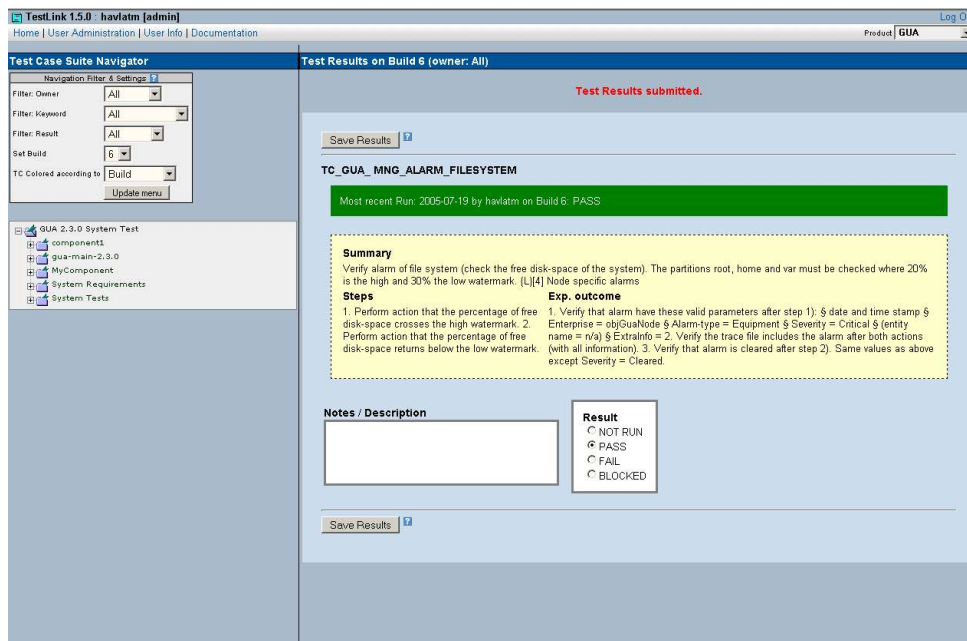 TestLink 1.5.0 : havlatm [admin]
Log O
Home | User Administration | User Info | Documentation
Product GUA
Test Case Suite Navigator
Navigation Filter & Settings ?
Filter: Owner All
Filter: Keyword All
Filter: Result All
Set Build 6
TC Colored according to Build
Update menu
GUA 2.3.0 System Test
component1
gua-main-2.3.0
MyComponent
System Requirements
System Tests
Test Results on Build 6 (owner: All)
Test Results submitted.
Save Results ?
TC_GUA_ MNG_ALARM_FILESYSTEM
Most recent Run: 2005-07-19 by havlatm on Build 6: PASS
Summary
Verify alarm of file system (check the free disk-space of the system). The partitions root, home and var must be checked where 20%
is the high and 30% the low watermark. (L)[4] Node specific alarms
Steps
1. Perform action that the percentage of free
disk-space crosses the high watermark. 2.
Perform action that the percentage of free
disk-space returns below the low watermark.
Exp. outcome
1. Verify that alarm have these valid parameters after step 1): § date and time stamp §
Enterprise = objGuaNode § Alarm-type = Equipment § Severity = Critical § (entity
name = n/a) § ExtraInfo = 2. Verify the trace file includes the alarm after both actions
(with all information). 3. Verify that alarm is cleared after step 2). Same values as above
except Severity = Cleared.
Notes / Description
Result
NOT RUN
PASS
FAIL
BLOCKED
Save Results ?